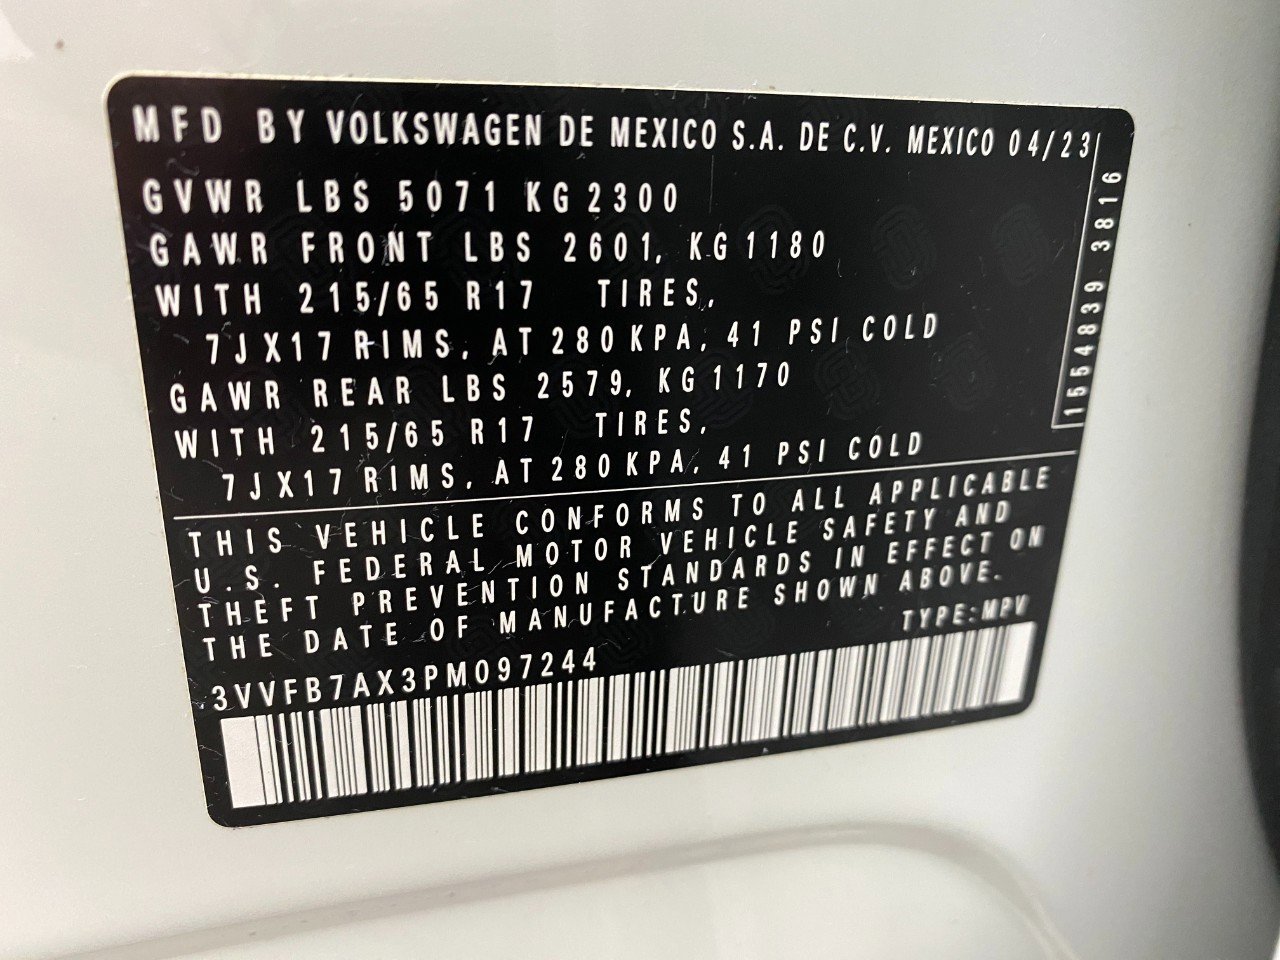 MFD BY VOLKSWAGEN DE MEXICO S.A. DE C.V. MEXICO 04/23
GVWR LBS 5071 KG 2300
GAWR FRONT LBS 2601, KG 1180
WITH 215/65 R17 TIRES,
7JX17 RIMS, AT 280 KPA, 41 PSI COLD
GAWR REAR LBS 2579, KG 1170
WITH 215/65 R17 TIRES,
7JX17 RIMS, AT 280 KPA, 41 PSI COLD
1554839 3816
THIS VEHICLE CONFORMS TO ALL APPLICABLE
U.S. FEDERAL MOTOR VEHICLE SAFETY AND
THEFT PREVENTION STANDARDS IN EFFECT ON
THE DATE OF MANUFACTURE SHOWN ABOVE.
TYPE:MPV
3VVFB7AX3PM097244